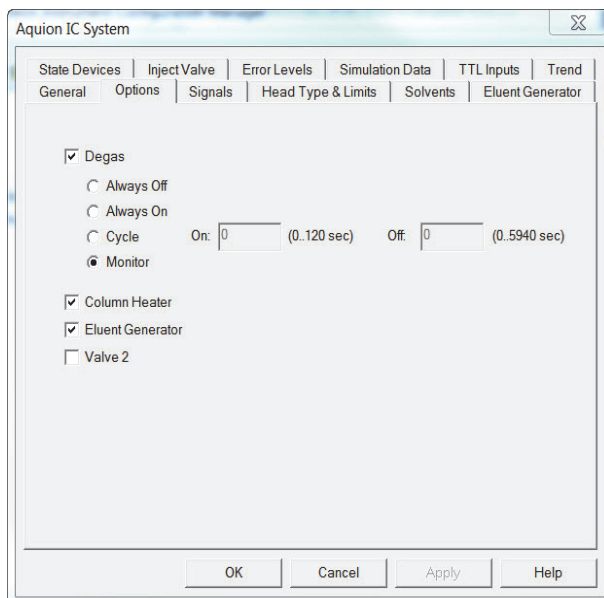 Aquion IC System
State Devices Inject Valve Error Levels Simulation Data TTL Inputs Trend
General Options Signals Head Type & Limits Solvents Eluent Generator
Degas
Always Off
Always On
Cycle On: 0 (0..120 sec) Off: 0 (0..5940 sec)
Monitor
Column Heater
Eluent Generator
Valve 2
OK Cancel Apply Help